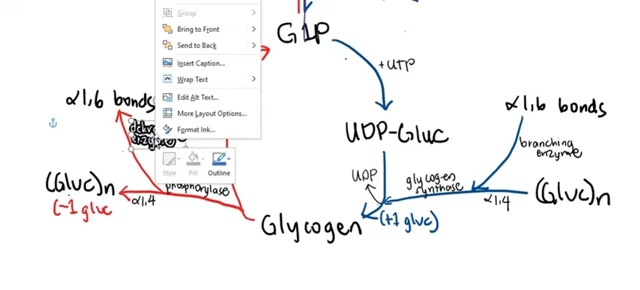 Group
Bring to Front
Send to Back
Insert Caption...
Wrap Text
Edit Alt Text...
More Layout Options...
Format Ink...
Style
Fill
Outline
G1P
+UTP
α1,6 bonds
enzyme
UDP-Gluc
α1,6 bonds
branching
enzyme
UDP
glycogen
synthase
(Gluc)n
(-1 gluc
α1,4
phosphorylase
Glycogen
(+1 gluc)
α1,4
(Gluc)n